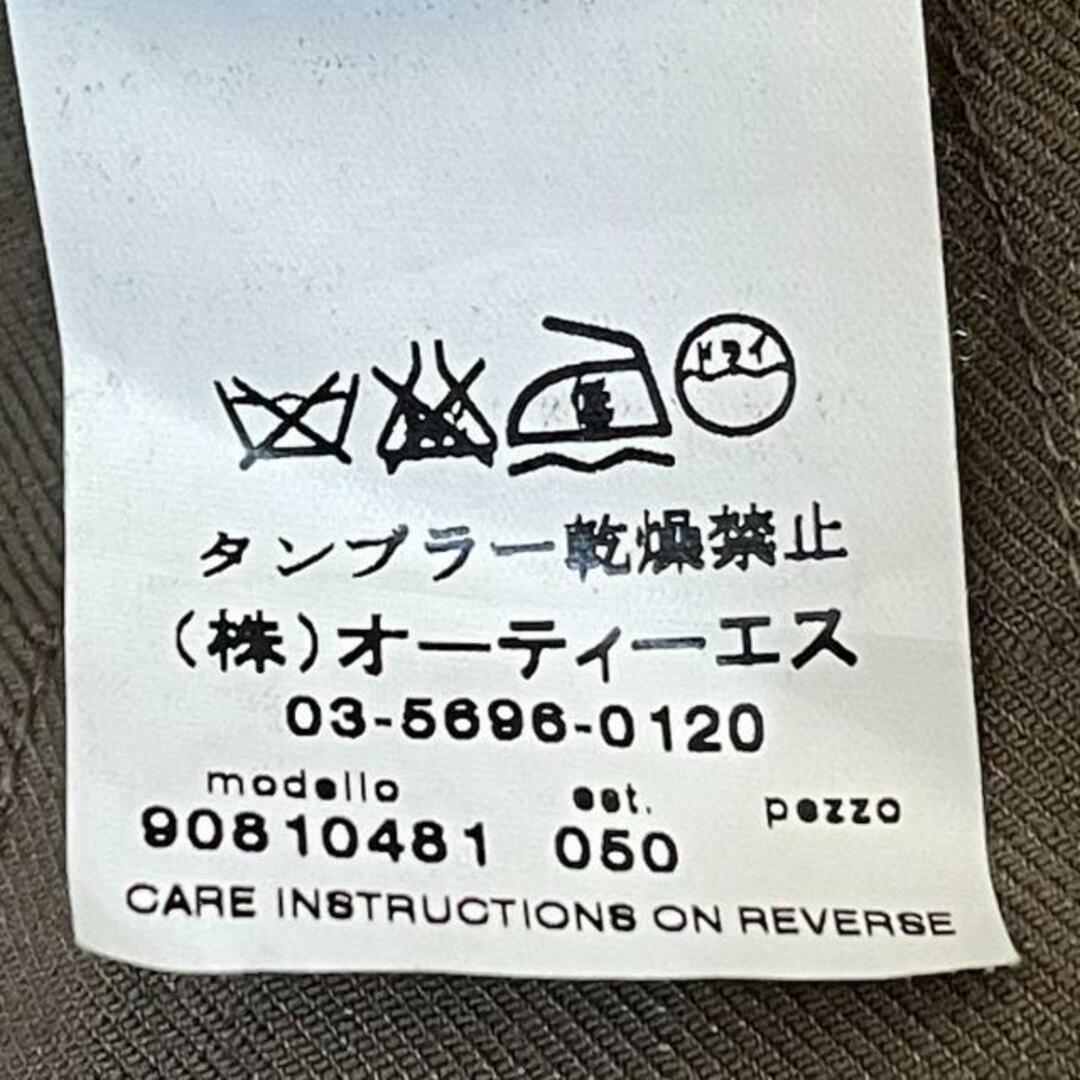 ドライ
タンブラー乾燥禁止
(株)オーティーエス
03-5696-0120
modello est. pezzo
90810481 050
CARE INSTRUCTIONS ON REVERSE